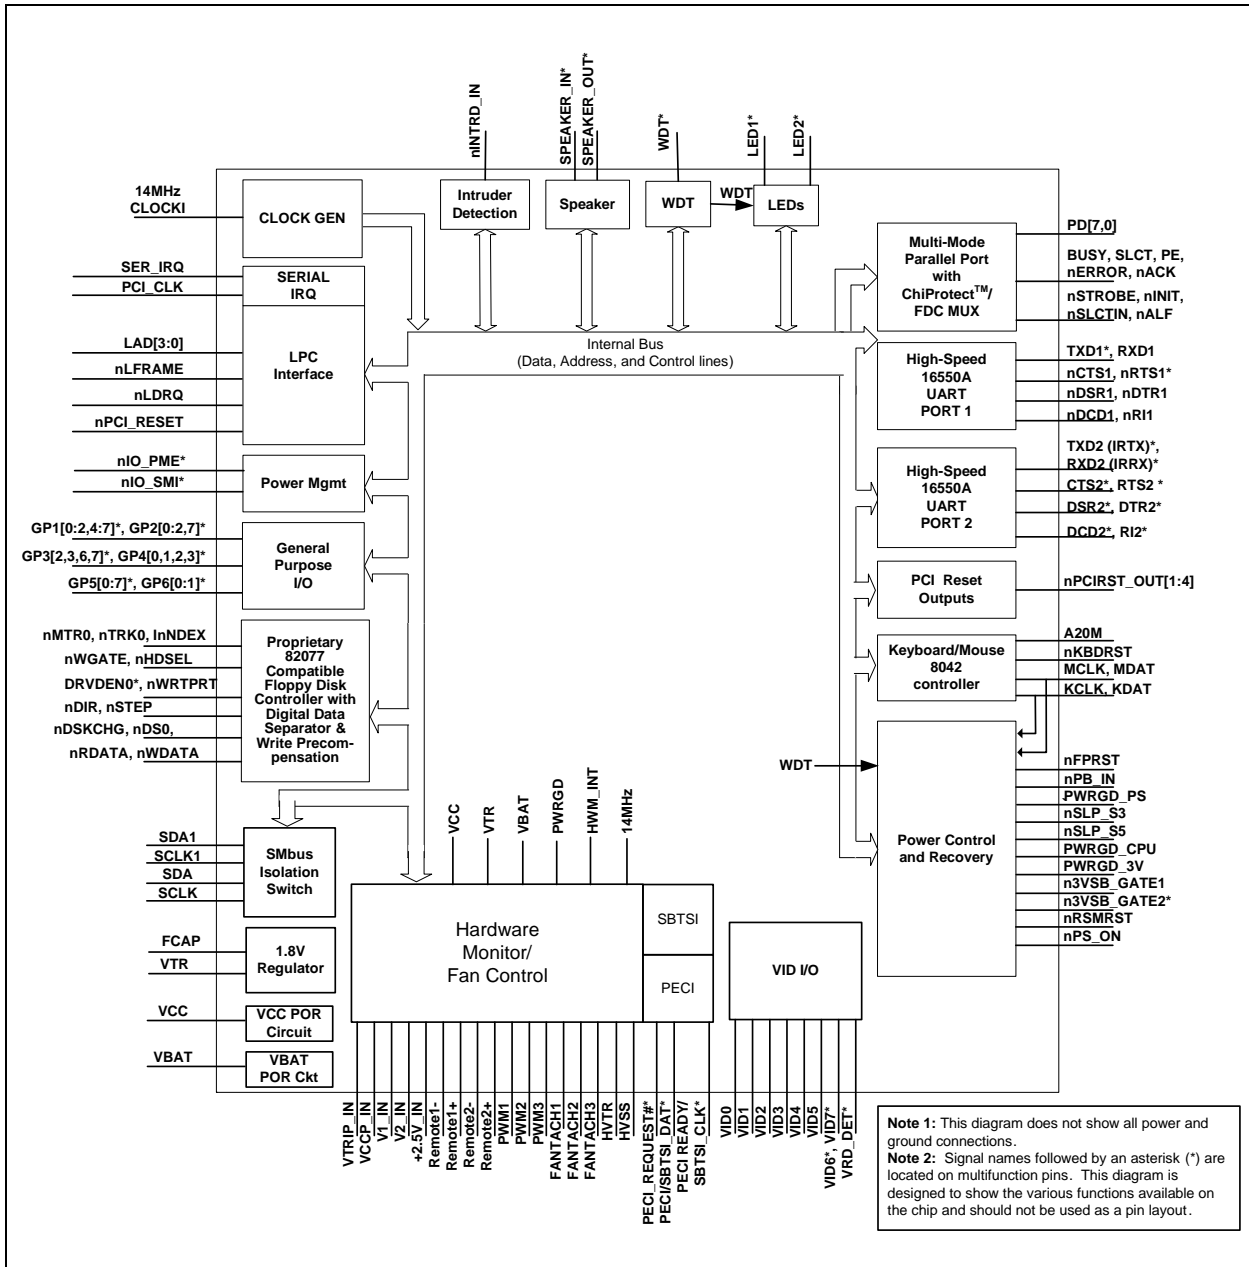 nINTRD_IN
SPEAKER_IN*
SPEAKER_OUT*
WDT*
LED1*
LED2*
14MHz
CLOCKI
CLOCK GEN
Intruder
Detection
Speaker
WDT
WDT
LEDs
SER_IRQ
PCI_CLK
SERIAL
IRQ
LAD[3:0]
nLFRAME
nLDRQ
nPCI_RESET
LPC
Interface
Internal Bus
(Data, Address, and Control lines)
Multi-Mode
Parallel Port
with
ChiProtect™/
FDC MUX
PD[7,0]
BUSY, SLCT, PE,
nERROR, nACK
nSTROBE, nINIT,
nSLCTIN, nALF
High-Speed
16550A
UART
PORT 1
TXD1*, RXD1
nCTS1, nRTS1*
nDSR1, nDTR1
nDCD1, nRI1
nIO_PME*
nIO_SMI*
Power Mgmt
High-Speed
16550A
UART
PORT 2
TXD2 (IRTX)*,
RXD2 (IRRX)*
CTS2*, RTS2 *
DSR2*, DTR2*
DCD2*, RI2*
GP1[0:2,4:7]*, GP2[0:2,7]*
GP3[2,3,6,7]*, GP4[0,1,2,3]*
GP5[0:7]*, GP6[0:1]*
General
Purpose
I/O
PCI Reset
Outputs
nPCIRST_OUT[1:4]
nMTR0, nTRK0, InNDEX
nWGATE, nHDSEL
DRVDEN0*, nWRTPRT
nDIR, nSTEP
nDSKCHG, nDS0,
nRDATA, nWDATA
Proprietary
82077
Compatible
Floppy Disk
Controller with
Digital Data
Separator &
Write Precom-
pensation
Keyboard/Mouse
8042
controller
A20M
nKBDRST
MCLK, MDAT
KCLK, KDAT
WDT
Power Control
and Recovery
nFPRST
nPB_IN
PWRGD_PS
nSLP_S3
nSLP_S5
PWRGD_CPU
PWRGD_3V
n3VSB_GATE1
n3VSB_GATE2*
nRSMRST
nPS_ON
SDA1
SCLK1
SDA
SCLK
SMbus
Isolation
Switch
VCC
VTR
VBAT
PWRGD
HWM_INT
14MHz
Hardware
Monitor/
Fan Control
SBTSI
PECI
VID I/O
FCAP
VTR
1.8V
Regulator
VCC
VCC POR
Circuit
VBAT
VBAT
POR Ckt
VTRIP_IN
VCCP_IN
V1_IN
V2_IN
+2.5V_IN
Remote1-
Remote1+
Remote2-
Remote2+
PWM1
PWM2
PWM3
FANTACH1
FANTACH2
FANTACH3
HVTR
HVSS
PECI_REQUEST#*
PECI/SBTSI_DAT*
PECI READY/
SBTSI_CLK*
VID0
VID1
VID2
VID3
VID4
VID5
VID6*, VID7*
VRD_DET*
Note 1: This diagram does not show all power and
ground connections.
Note 2: Signal names followed by an asterisk (*) are
located on multifunction pins. This diagram is
designed to show the various functions available on
the chip and should not be used as a pin layout.